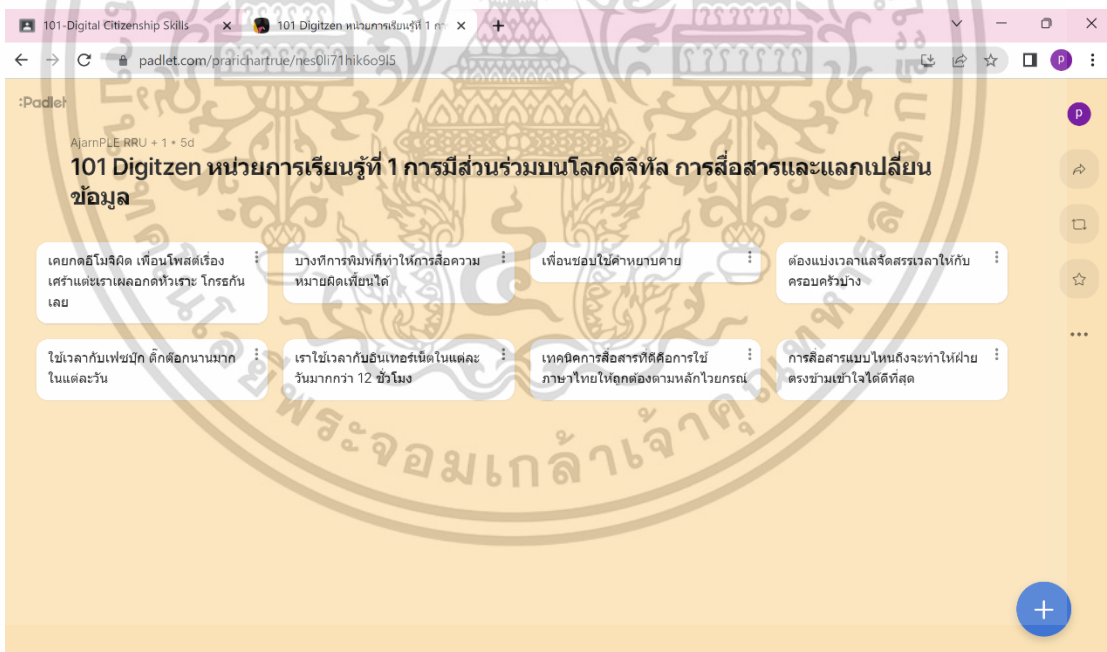 101-Digital Citizenship Skills
101 Digitzen หน่วยการเรียนรู้ที่ 1 กา
padlet.com/prarichartrue/nes0li71hik6o9l5
:Padlet
AjarnPLE RRU + 1 • 5d
101 Digitzen หน่วยการเรียนรู้ที่ 1 การมีส่วนร่วมบนโลกดิจิทัล การสื่อสารและแลกเปลี่ยน
ข้อมูล
เคยกดอีโมจิผิด เพื่อนโพสต์เรื่อง
เศร้าแต่ะเราเผลอกดหัวเราะ โกรธกัน
เลย
บางทีการพิมพ์ก็ทำให้การสื่อความ
หมายผิดเพี้ยนได้
เพื่อนชอบใช้คำหยาบคาย
ต้องแบ่งเวลาแลจัดสรรเวลาให้กับ
ครอบครัวบ้าง
ใช้เวลากับเฟซบุ๊ก ติ๊กต๊อกนานมาก
ในแต่ละวัน
เราใช้เวลากับอินเทอร์เน็ตในแต่ละ
วันมากกว่า 12 ชั่วโมง
เทคนิคการสื่อสารที่ดีคือการใช้
ภาษาไทยให้ถูกต้องตามหลักไวยกรณ์
การสื่อสารแบบไหนถึงจะทำให้ฝ่าย
ตรงข้ามเข้าใจได้ดีที่สุด
พระจอมเกล้าเจ้าคุณทหารลาดกระบัง